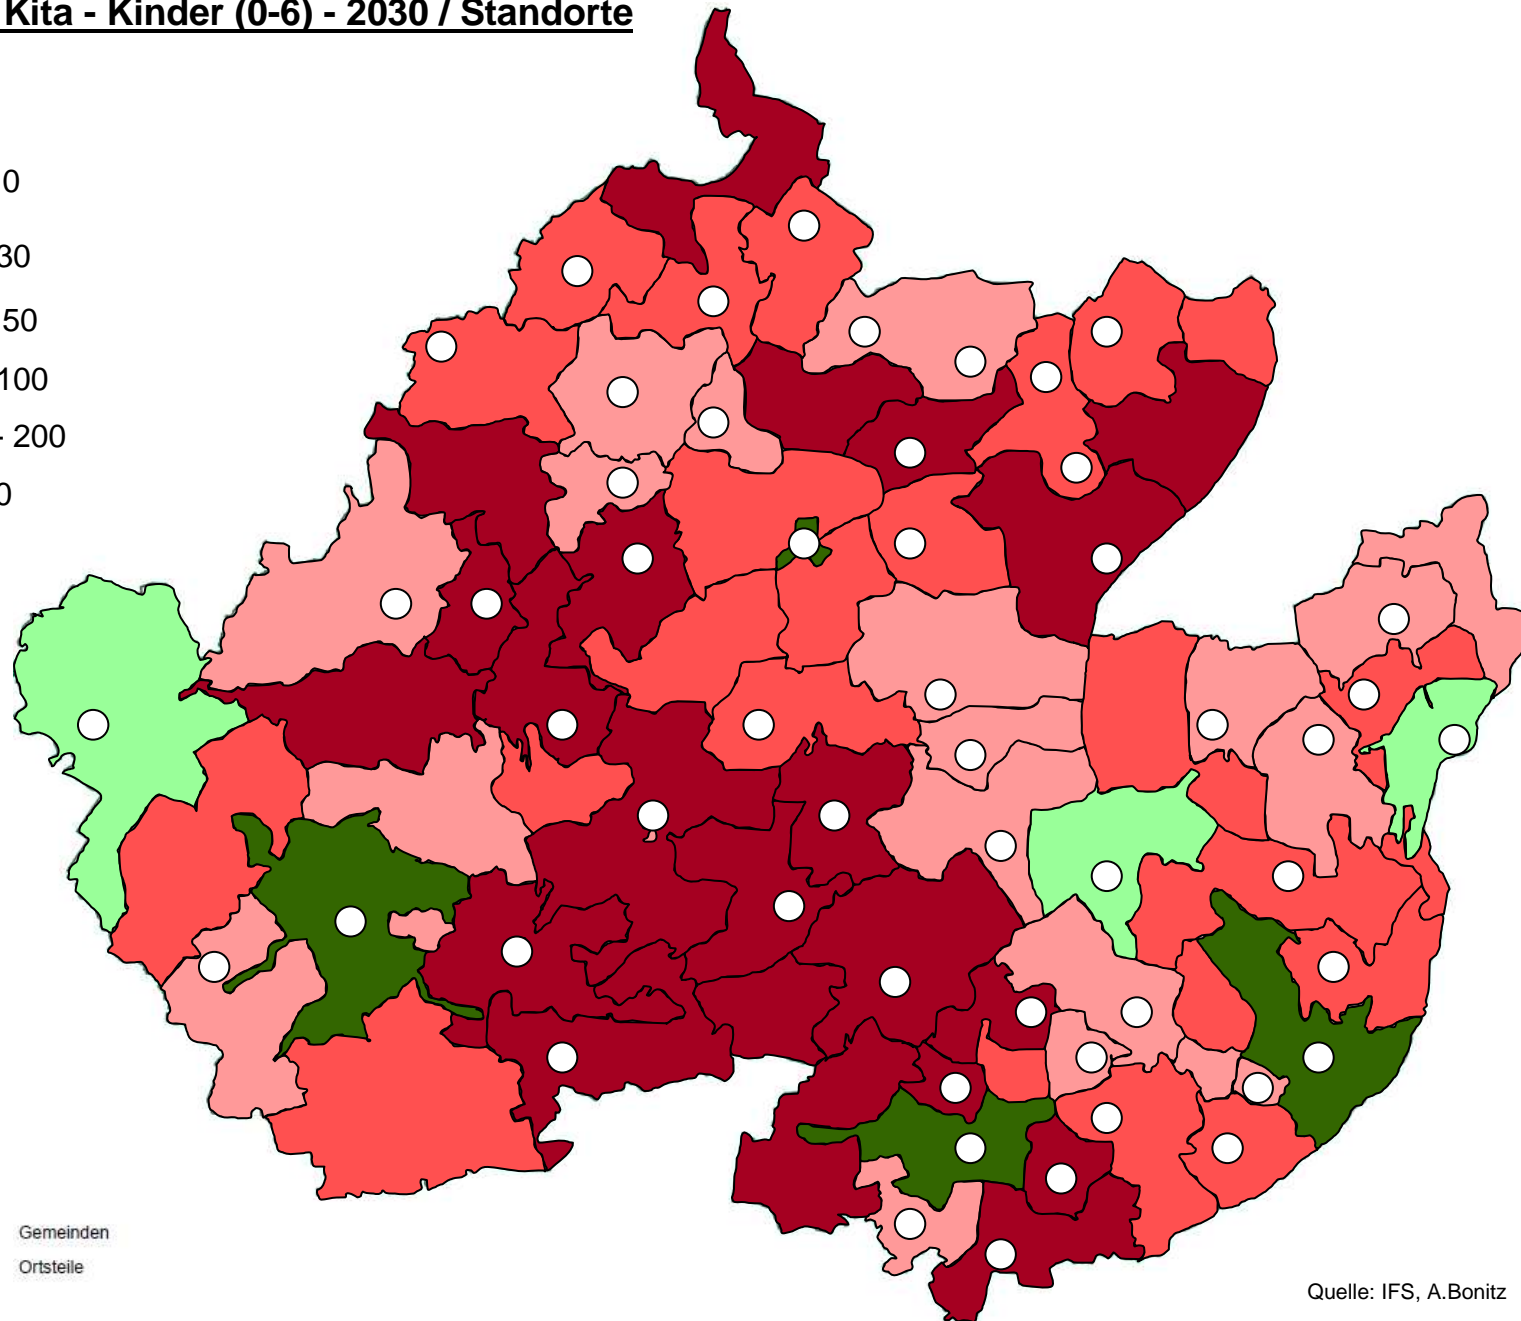 Kita - Kinder (0-6) - 2030 / Standorte
0
30
50
100
- 200
0
Gemeinden
Ortsteile
Quelle: IFS, A.Bonitz